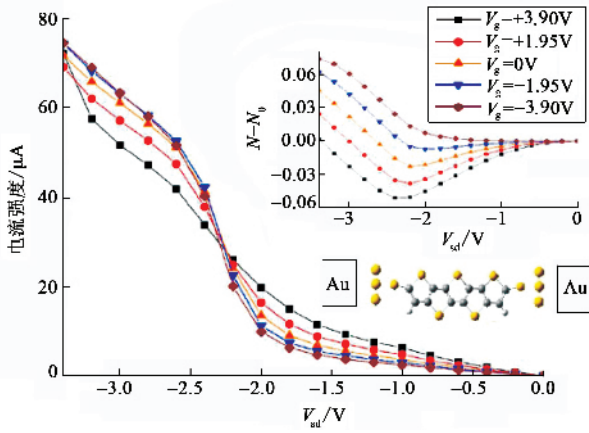 80
60
40
20
0
电流强度/μA
-3.0
-2.5
-2.0
-1.5
-1.0
-0.5
0.0
Vsd/V
Vg=+3.90V
Vg=+1.95V
Vg=0V
Vg=-1.95V
Vg=-3.90V
0.06
0.03
0.00
-0.03
-0.06
N-N0
-3
-2
-1
0
Vsd/V
Au
Au